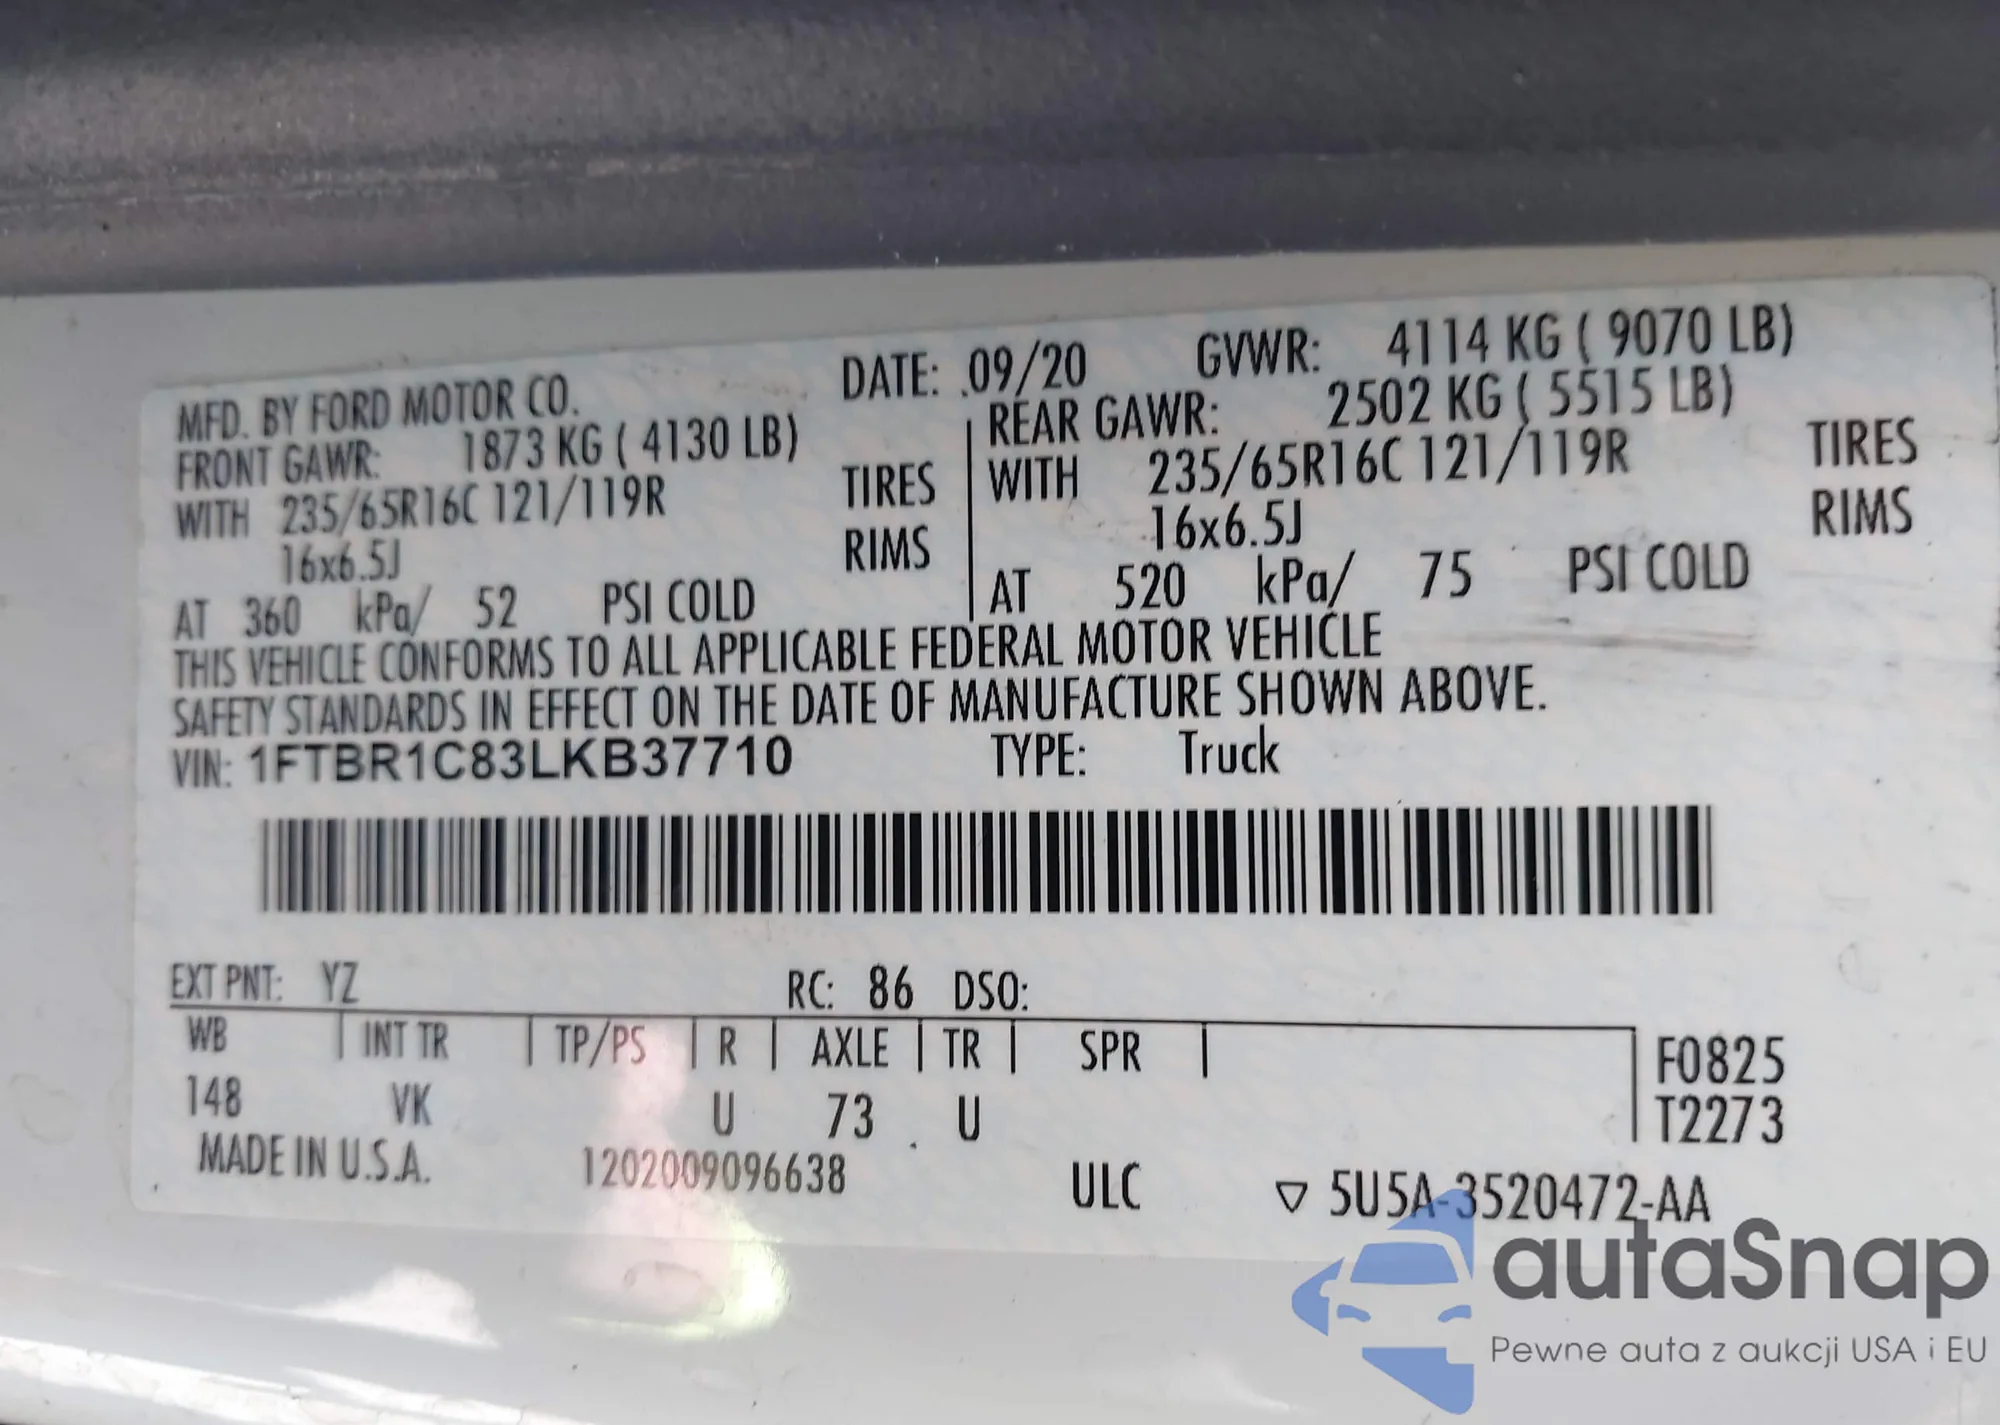 MFD. BY FORD MOTOR CO. DATE: 09/20 GVWR: 4114 KG ( 9070 LB)
FRONT GAWR: 1873 KG ( 4130 LB) REAR GAWR: 2502 KG ( 5515 LB)
WITH 235/65R16C 121/119R TIRES WITH 235/65R16C 121/119R TIRES
16x6.5J RIMS 16x6.5J RIMS
AT 360 kPa/ 52 PSI COLD AT 520 kPa/ 75 PSI COLD
THIS VEHICLE CONFORMS TO ALL APPLICABLE FEDERAL MOTOR VEHICLE
SAFETY STANDARDS IN EFFECT ON THE DATE OF MANUFACTURE SHOWN ABOVE.
VIN: 1FTBR1C83LKB37710 TYPE: Truck
EXT PNT: YZ RC: 86 DSO:
WB INT TR TP/PS R AXLE TR SPR F0825
148 VK U 73 U T2273
MADE IN U.S.A. 1202009096638 ULC ▽ 5U5A-3520472-AA
autaSnap
Pewne auta z aukcji USA i EU